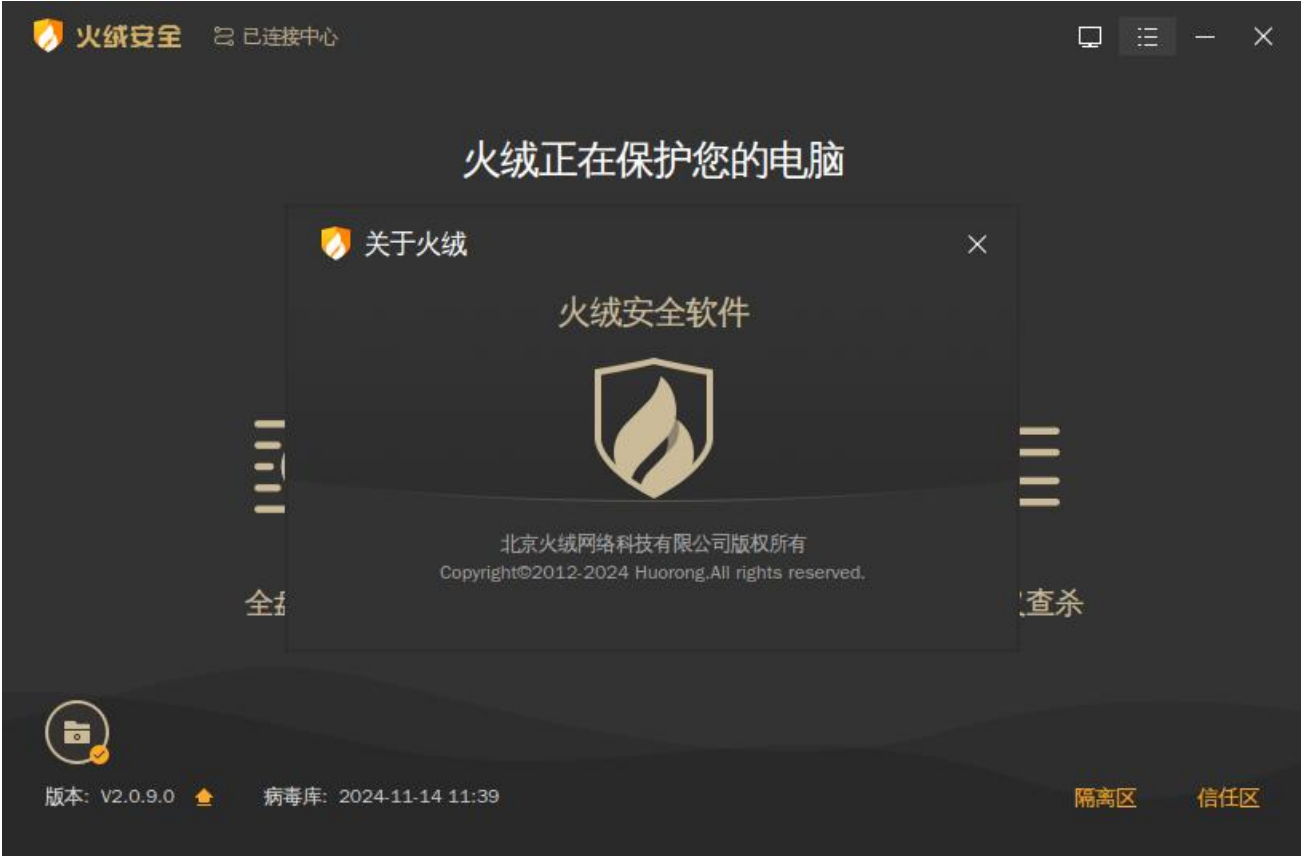 火绒安全 已连接中心
火绒正在保护您的电脑
关于火绒
火绒安全软件
北京火绒网络科技有限公司版权所有
Copyright©2012-2024 Huorong.All rights reserved.
全 查杀
版本: V2.0.9.0 病毒库: 2024-11-14 11:39 隔离区 信任区